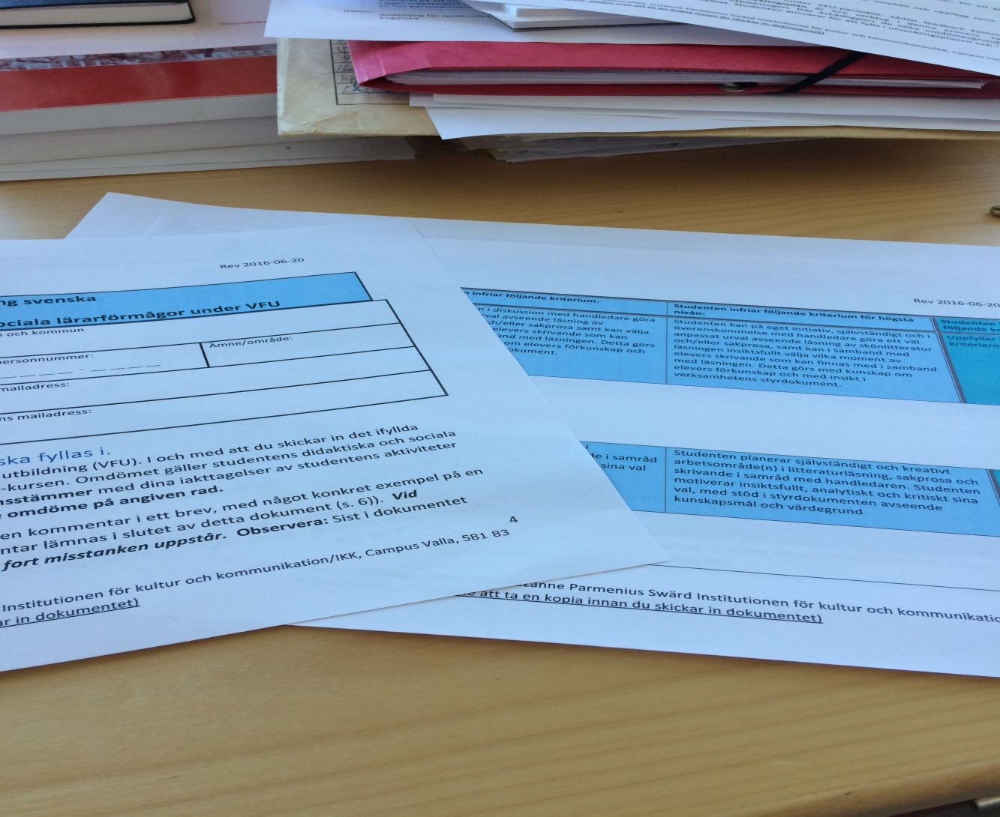 Rev 2016-06-20
ng svenska
ociala lärarförmågor under VFU
n och kommun
personnummer:
Ämne/område:
mailadress:
ns mailadress:
ska fyllas i.
utbildning (VFU). I och med att du skickar in det ifyllda
-kursen. Omdömet gäller studentens didaktiska och sociala
nsstämmer med dina iakttagelser av studentens aktiviteter
e omdöme på angiven rad.
en kommentar i ett brev, med något konkret exempel på en
ntar lämnas i slutet av detta dokument (s. 6)). Vid
fort misstanken uppstår. Observera: Sist i dokumentet
4
Institutionen för kultur och kommunikation/IKK, Campus Valla, 581 83
ar in dokumentet)
Rev 2016-06-20
n infriar följande kriterium:
n i diskussion med handledare göra
rval avseende läsning av
ch/eller sakprosa samt kan välja
elevers skrivande som kan
and med läsningen. Detta görs
om elevers förkunskap och
okument.
Studenten infriar följande kriterium för högsta
nivån:
Studenten kan på eget initiativ, självständigt och i
överenskommelse med handledare göra ett väl
anpassat urval avseende läsning av skönlitteratur
och/eller sakprosa, samt kan i samband med
läsningen insiktsfullt välja vilka moment av
elevers skrivande som kan finnas med i samband
med läsningen. Detta görs med kunskap om
elevers förkunskap och med insikt i
verksamhetens styrdokument.
Studenten
följande kr
Uppfyller
kriterierna
e i samråd
sina val
Studenten planerar självständigt och kreativt
arbetsområde(n) i litteraturläsning, sakprosa och
skrivande i samråd med handledaren. Studenten
motiverar insiktsfullt, analytiskt och kritiskt sina
val, med stöd i styrdokumenten avseende
kunskapsmål och värdegrund
zanne Parmenius Swärd Institutionen för kultur och kommunikatio
att ta en kopia innan du skickar in dokumentet)